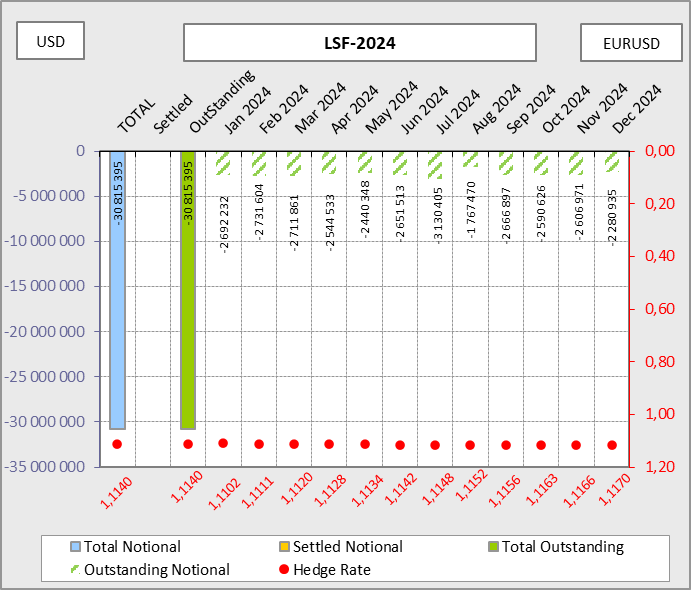 USD
LSF-2024
EURUSD
TOTAL
Settled
OutStanding
Jan 2024
Feb 2024
Mar 2024
Apr 2024
May 2024
Jun 2024
Jul 2024
Aug 2024
Sep 2024
Oct 2024
Nov 2024
Dec 2024
0
-5 000 000
-10 000 000
-15 000 000
-20 000 000
-25 000 000
-30 000 000
-35 000 000
-30 815 395
-30 815 395
-2 692 232
-2 731 604
-2 711 861
-2 544 533
-2 440 348
-2 651 513
-3 130 405
-1 767 470
-2 666 897
-2 590 626
-2 606 971
-2 280 935
0,00
0,20
0,40
0,60
0,80
1,00
1,20
1,1140
1,1140
1,1102
1,1111
1,1120
1,1128
1,1134
1,1142
1,1148
1,1152
1,1156
1,1163
1,1166
1,1170
Total Notional
Settled Notional
Total Outstanding
Outstanding Notional
Hedge Rate